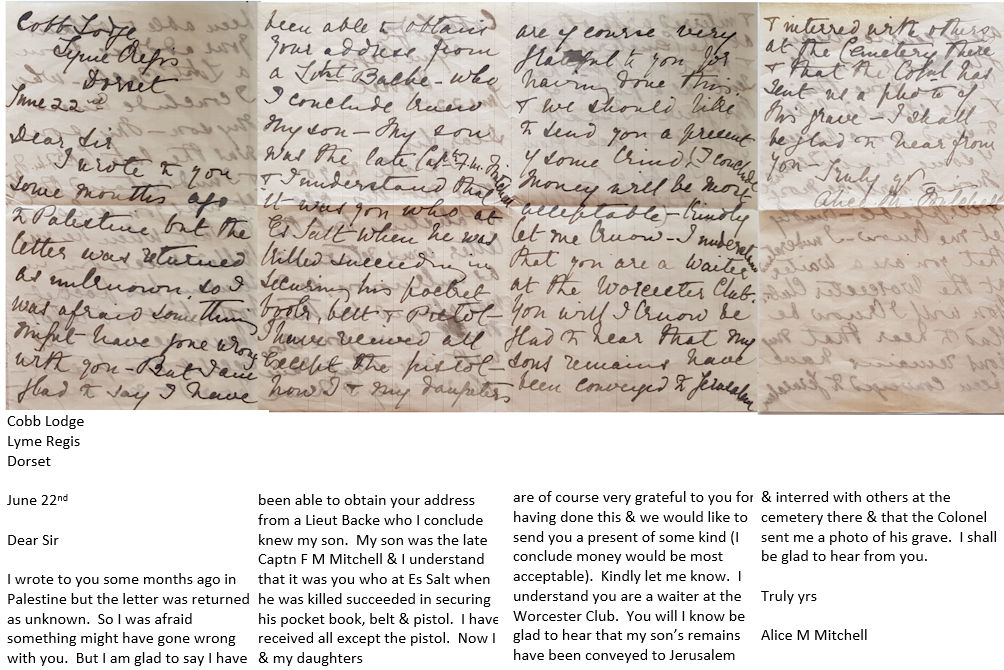 Cobb Lodge
Lyme Regis
Dorset
June 22nd
Dear Sir
I wrote to you
some months ago
to Palestine but the
letter was returned
as unknown. so I
was afraid something
might have gone wrong
with you - But I am
glad to say I have
been able to obtain
your address from
a Lieut Backe - who
I conclude knew
my son - My son
was the late Captn F. M. Mitchell
& I understand that
it was you who at
Es Salt when he was
killed succeeding in
securing his pocket
book, belt & pistol -
I have received all
except the pistol -
now I & my daughters
are of course very
grateful to you for
having done this
& we should like
to send you a present
of some kind, (I conclude
money will be most
acceptable - kindly
let me know - I understand
that you are a waiter
at the Worcester Club.
You will I know be
glad to hear that my
sons remains have
been conveyed to Jerusalem
& interred with others
at the Cemetery there
& that the Colonel has
sent me a photo of
his grave - I shall
be glad to hear from
you - Truly yrs
Alice M. Mitchell
Cobb Lodge
Lyme Regis
Dorset
June 22nd
Dear Sir
I wrote to you some months ago in
Palestine but the letter was returned
as unknown. So I was afraid
something might have gone wrong
with you. But I am glad to say I have
been able to obtain your address
from a Lieut Backe who I conclude
knew my son. My son was the late
Captn F M Mitchell & I understand
that it was you who at Es Salt when
he was killed succeeded in securing
his pocket book, belt & pistol. I have
received all except the pistol. Now I
& my daughters
are of course very grateful to you for
having done this & we would like to
send you a present of some kind (I
conclude money would be most
acceptable). Kindly let me know. I
understand you are a waiter at the
Worcester Club. You will I know be
glad to hear that my son's remains
have been conveyed to Jerusalem
& interred with others at the
cemetery there & that the Colonel
sent me a photo of his grave. I shall
be glad to hear from you.
Truly yrs
Alice M Mitchell